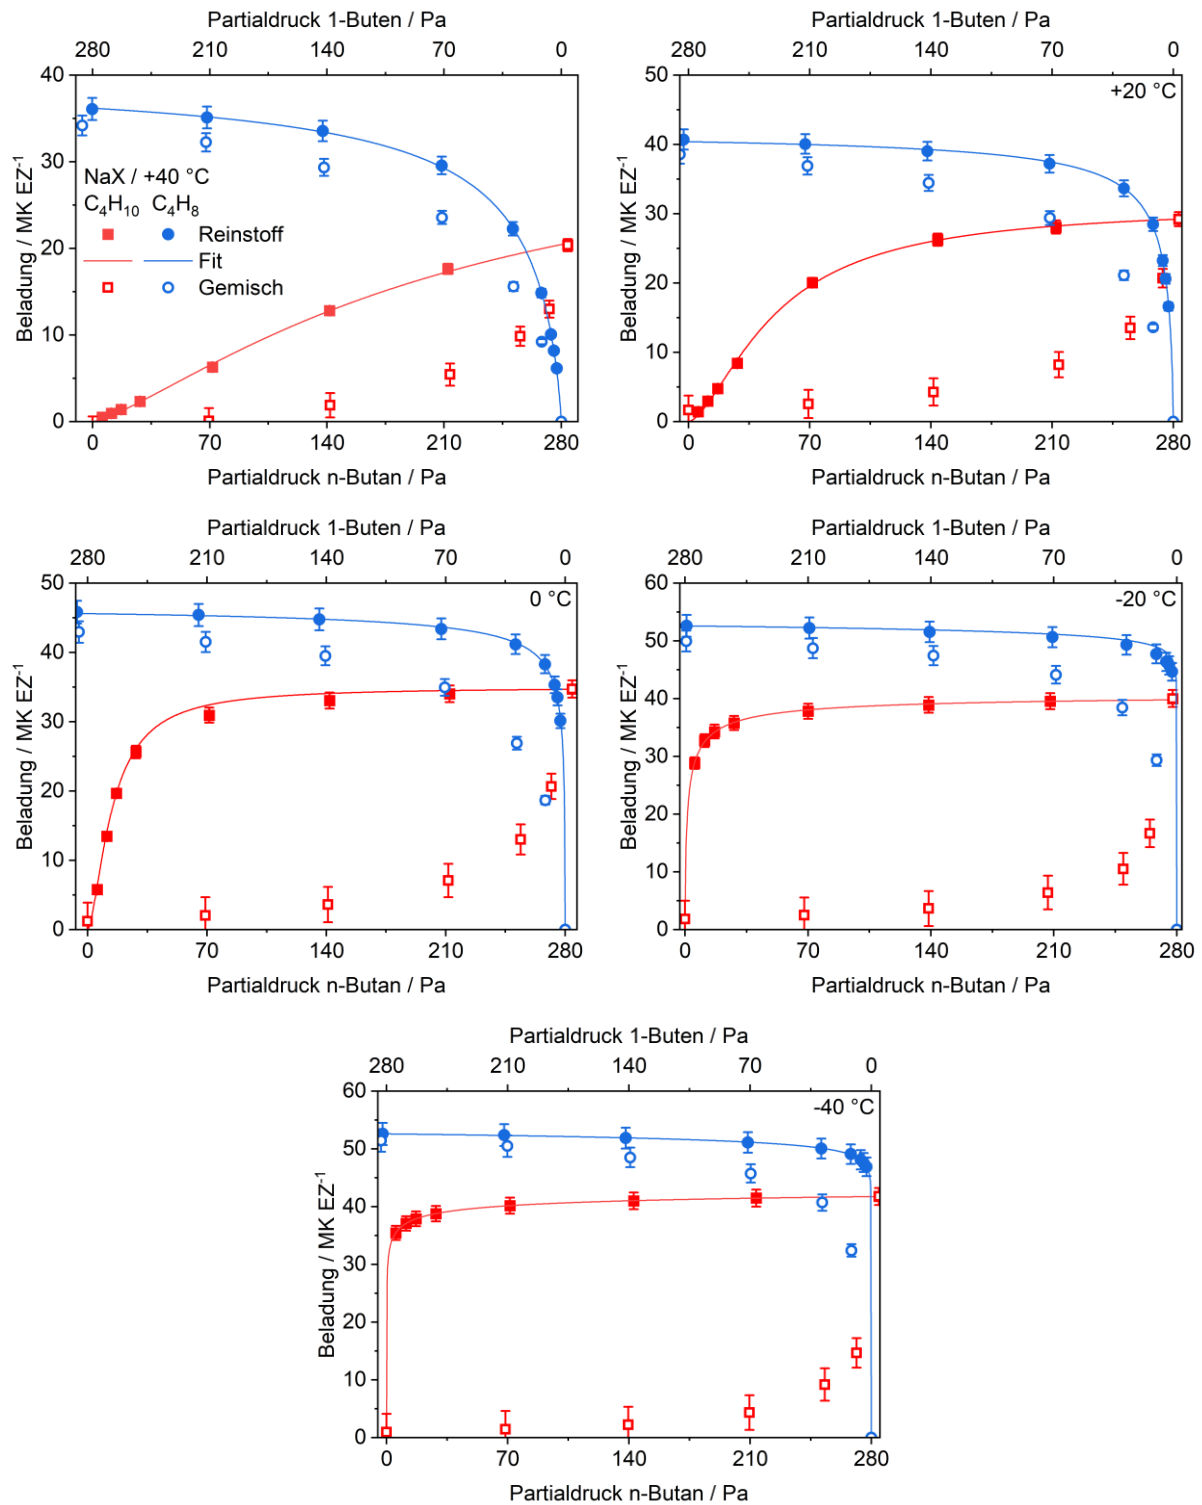 Partialdruck 1-Buten / Pa
280 210 140 70 0
40
30
20
10
0
Beladung / MK EZ⁻¹
NaX / +40 °C
C₄H₁₀ C₄H₈
Reinstoff
Fit
Gemisch
0 70 140 210 280
Partialdruck n-Butan / Pa
Partialdruck 1-Buten / Pa
280 210 140 70 0
+20 °C
50
40
30
20
10
0
Beladung / MK EZ⁻¹
0 70 140 210 280
Partialdruck n-Butan / Pa
Partialdruck 1-Buten / Pa
280 210 140 70 0
0 °C
50
40
30
20
10
0
Beladung / MK EZ⁻¹
0 70 140 210 280
Partialdruck n-Butan / Pa
Partialdruck 1-Buten / Pa
280 210 140 70 0
-20 °C
60
50
40
30
20
10
0
Beladung / MK EZ⁻¹
0 70 140 210 280
Partialdruck n-Butan / Pa
Partialdruck 1-Buten / Pa
280 210 140 70 0
-40 °C
60
50
40
30
20
10
0
Beladung / MK EZ⁻¹
0 70 140 210 280
Partialdruck n-Butan / Pa